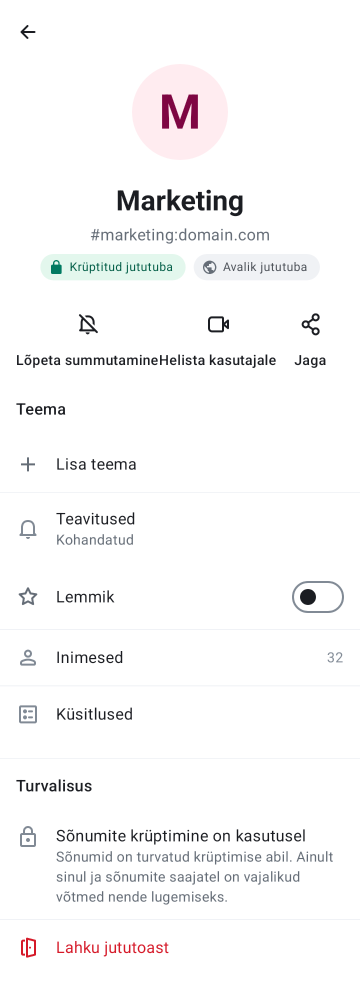 M
Marketing
#marketing:domain.com
Krüptitud jututuba
Avalik jututuba
Lõpeta summutamine
Helista kasutajale
Jaga
Teema
Lisa teema
Teavitused
Kohandatud
Lemmik
Inimesed 32
Küsitlused
Turvalisus
Sõnumite krüptimine on kasutusel
Sõnumid on turvatud krüptimise abil. Ainult
sinul ja sõnumite saajatel on vajalikud
võtmed nende lugemiseks.
Lahku jututoast